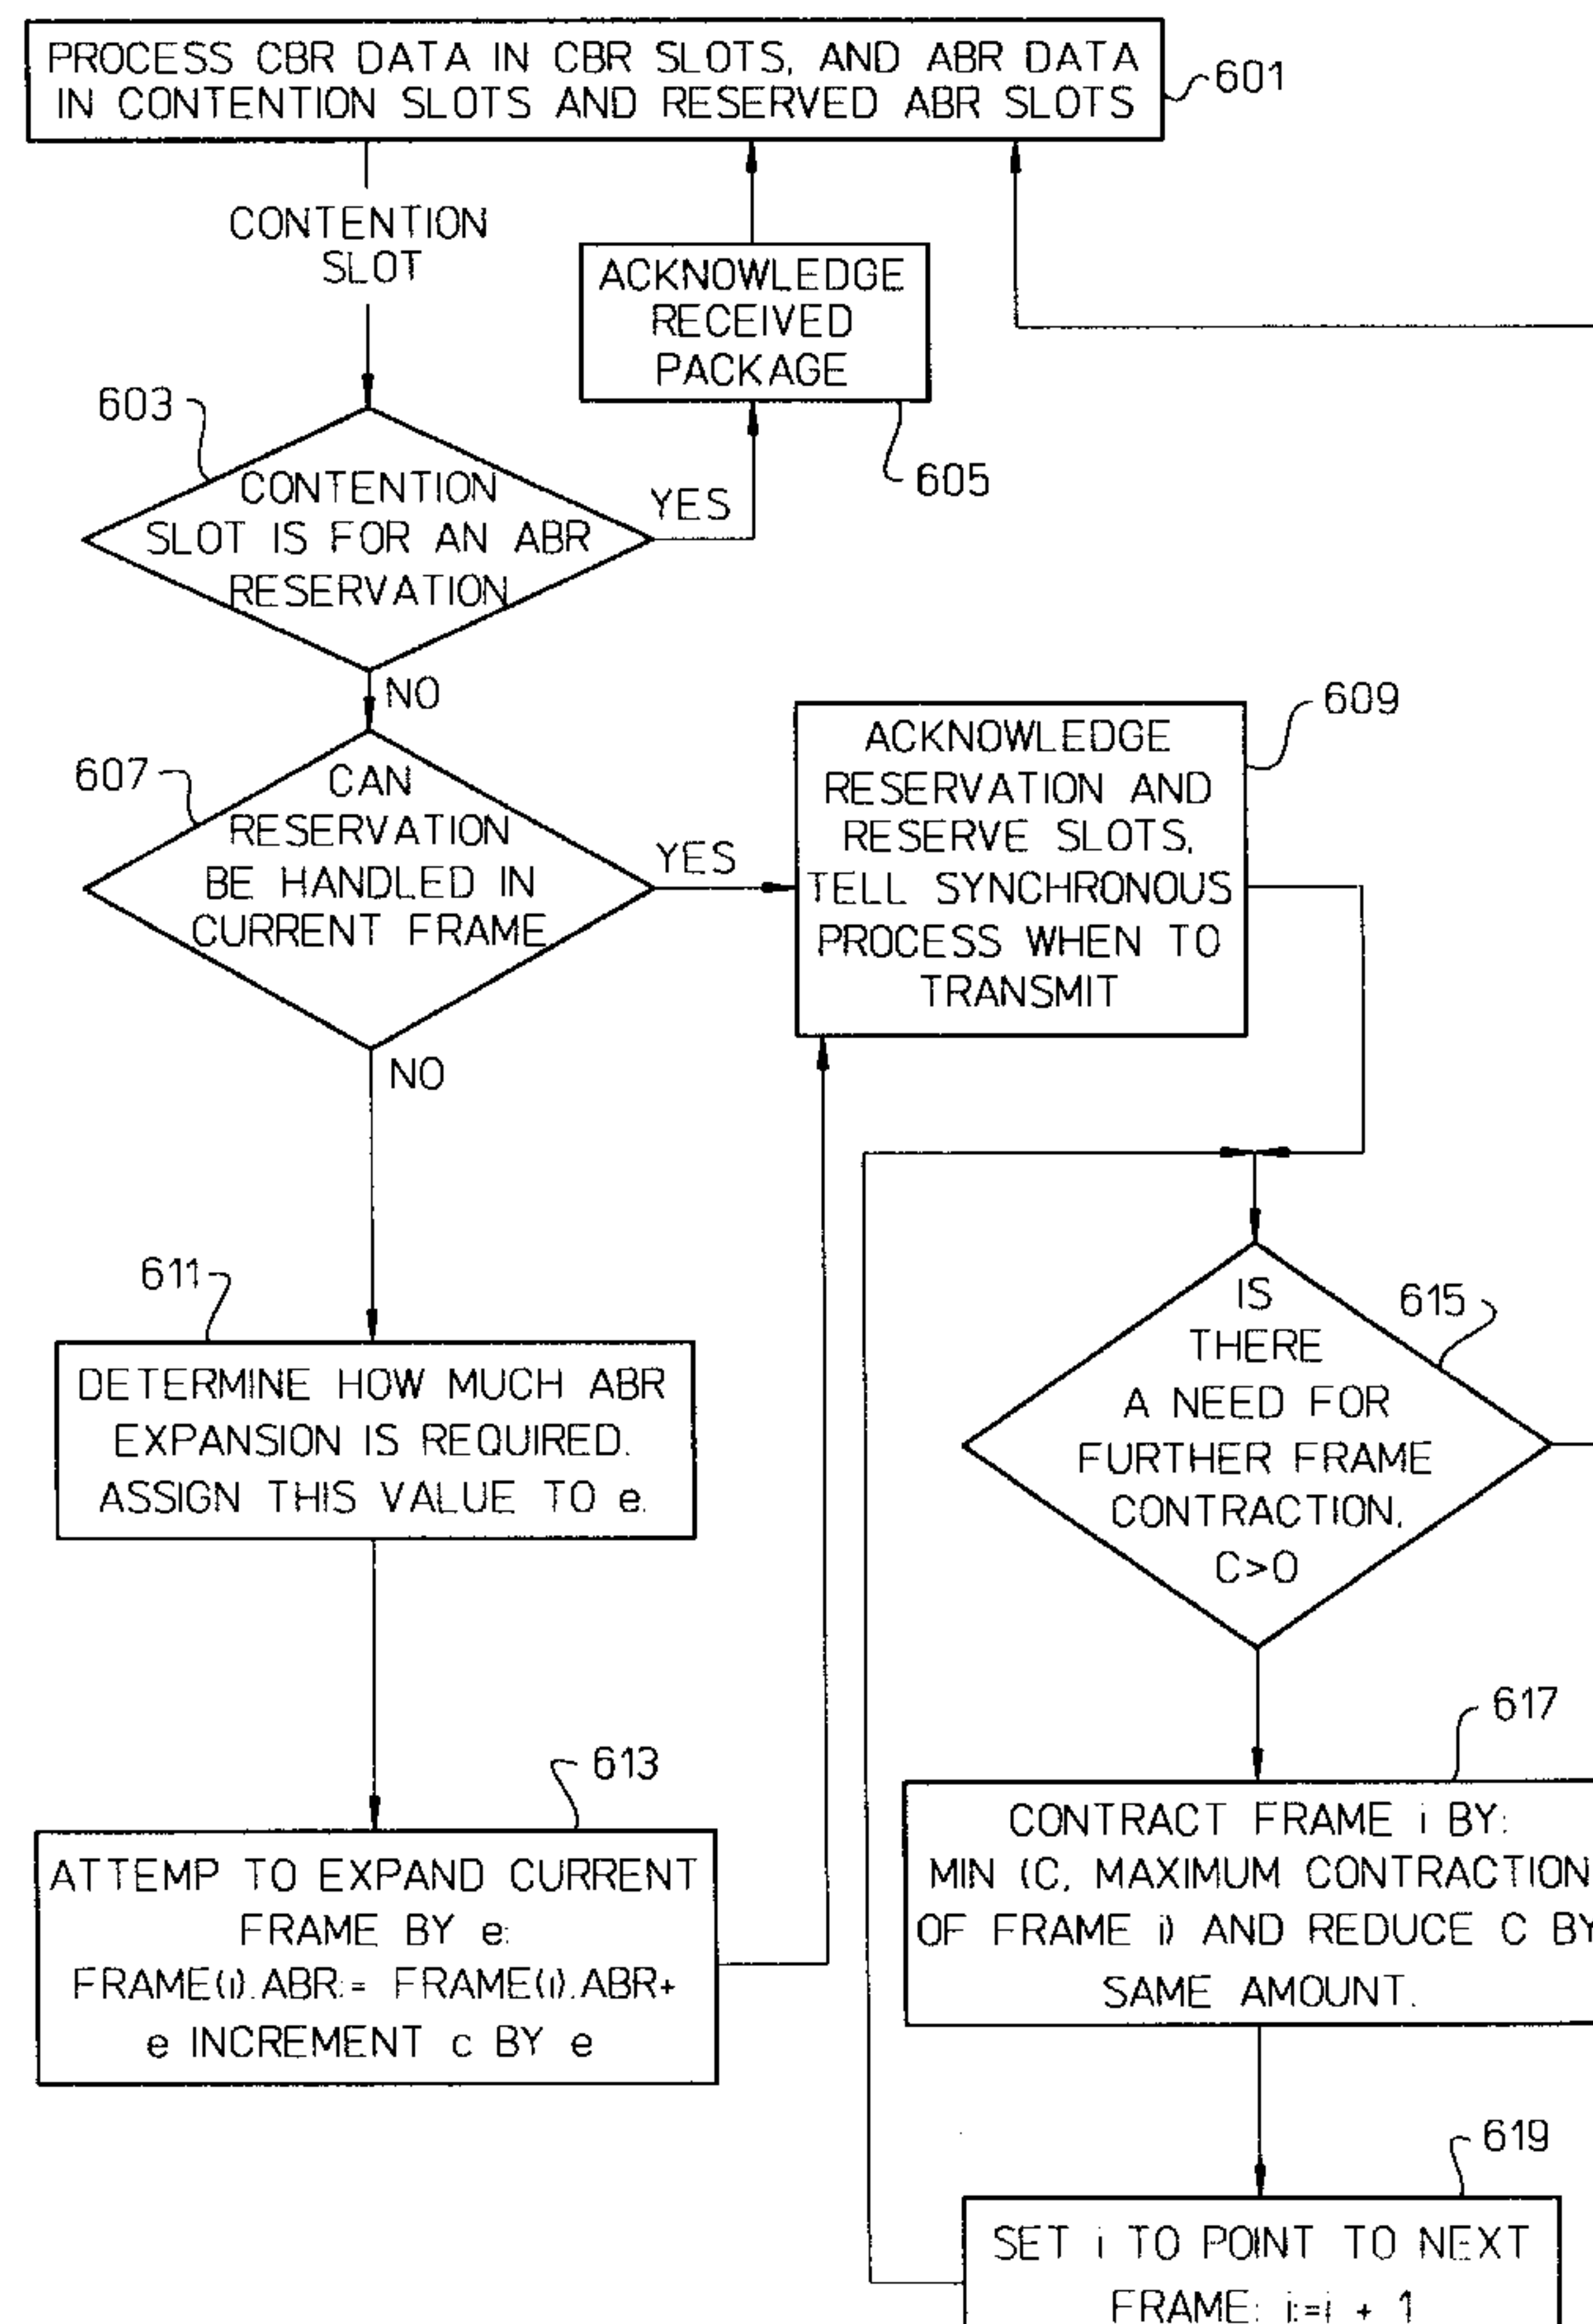 PROCESS CBR DATA IN CBR SLOTS, AND ABR DATA
IN CONTENTION SLOTS AND RESERVED ABR SLOTS
601
CONTENTION
SLOT
ACKNOWLEDGE
RECEIVED
PACKAGE
605
603
CONTENTION
SLOT IS FOR AN ABR
RESERVATION
YES
NO
607
CAN
RESERVATION
BE HANDLED IN
CURRENT FRAME
YES
NO
609
ACKNOWLEDGE
RESERVATION AND
RESERVE SLOTS,
TELL SYNCHRONOUS
PROCESS WHEN TO
TRANSMIT
611
DETERMINE HOW MUCH ABR
EXPANSION IS REQUIRED.
ASSIGN THIS VALUE TO e.
615
IS
THERE
A NEED FOR
FURTHER FRAME
CONTRACTION,
C>0
613
ATTEMP TO EXPAND CURRENT
FRAME BY e:
FRAME(i).ABR:= FRAME(i).ABR+
e INCREMENT c BY e
617
CONTRACT FRAME i BY:
MIN (C, MAXIMUM CONTRACTION
OF FRAME i) AND REDUCE C BY
SAME AMOUNT.
619
SET i TO POINT TO NEXT
FRAME: i:=i + 1